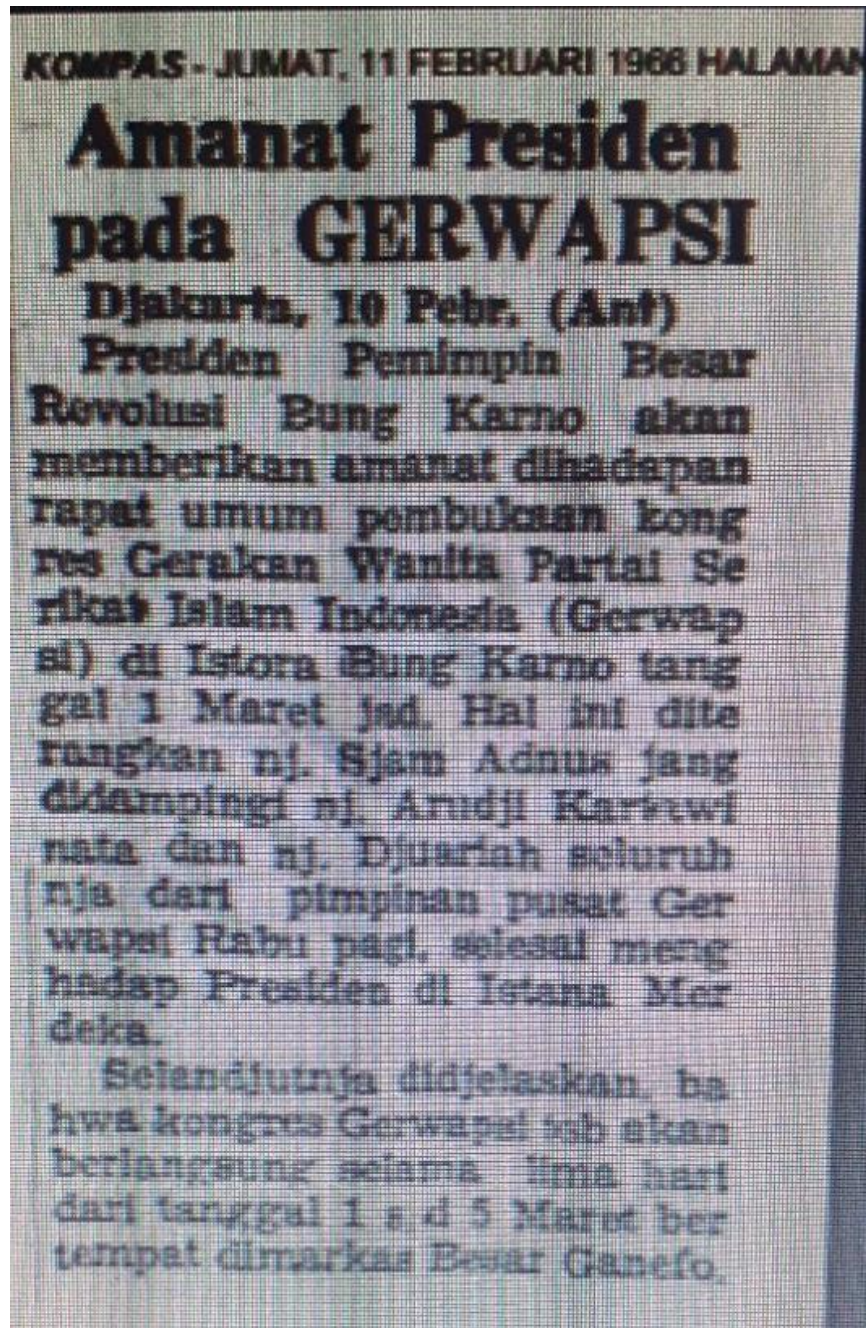 KOMPAS - JUMAT, 11 FEBRUARI 1966 HALAMAN
Amanat Presiden
pada GERWAPSI
Djakarta, 10 Pebr. (Ant)
Presiden Pemimpin Besar
Revolusi Bung Karno akan
memberikan amanat dihadapan
rapat umum pembukaan kong
res Gerakan Wanita Partai Se
rikat Islam Indonesia (Gerwap
si) di Istora Bung Karno tang
gal 1 Maret jad. Hal ini dite
rangkan nj. Sjam Adnus jang
didampingi nj. Arudji Kartawi
nata dan nj. Djuariah seluruh
nja dari pimpinan pusat Ger
wapsi Rabu pagi, selesai meng
hadap Presiden di Istana Mer
deka.
Selandjutnja didjelaskan, ba
hwa kongres Gerwapsi tsb akan
berlangsung selama lima hari
dari tanggal 1 s.d 5 Maret ber
tempat dimarkas Besar Ganefo.